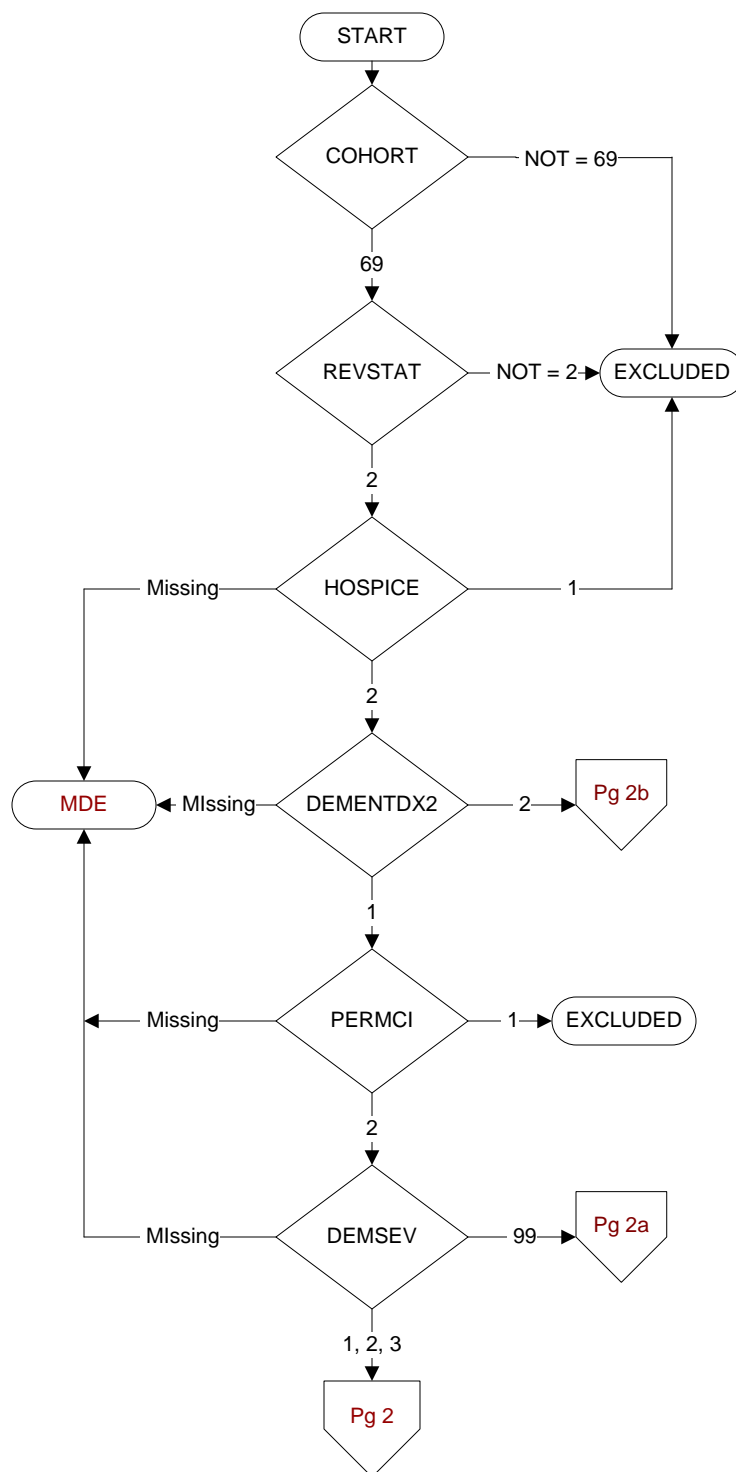 START
COHORT
NOT = 69
69
REVSTAT
NOT = 2
EXCLUDED
2
Missing
HOSPICE
1
2
MDE
MIssing
DEMENTDX2
2
Pg 2b
1
Missing
PERMCI
1
EXCLUDED
2
MIssing
DEMSEV
99
Pg 2a
1, 2, 3
Pg 2